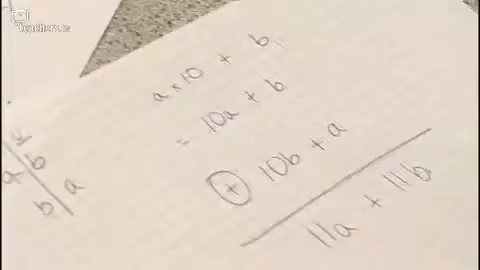 Teachers.tv
a × 10 + b
= 10a + b
(+) 10b + a
11a + 11b
a b
b a